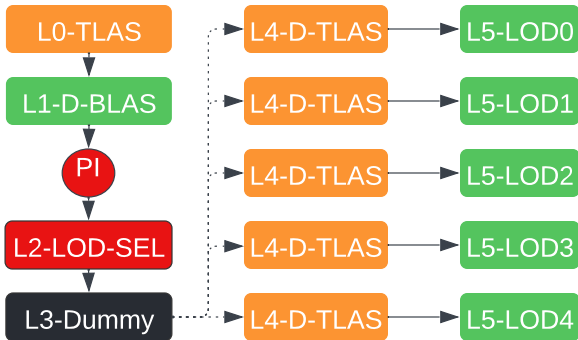 L0-TLAS
L1-D-BLAS
PI
L2-LOD-SEL
L3-Dummy
L4-D-TLAS
L5-LOD0
L4-D-TLAS
L5-LOD1
L4-D-TLAS
L5-LOD2
L4-D-TLAS
L5-LOD3
L4-D-TLAS
L5-LOD4